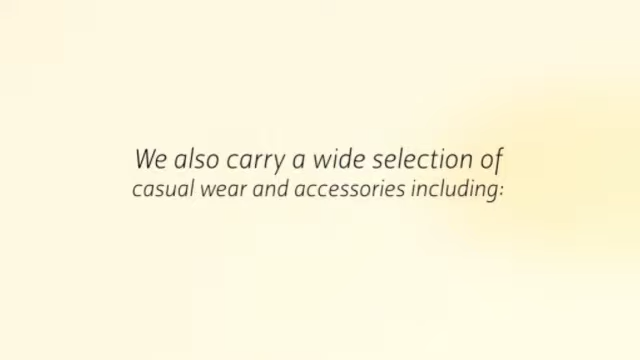 We also carry a wide selection of
casual wear and accessories including: